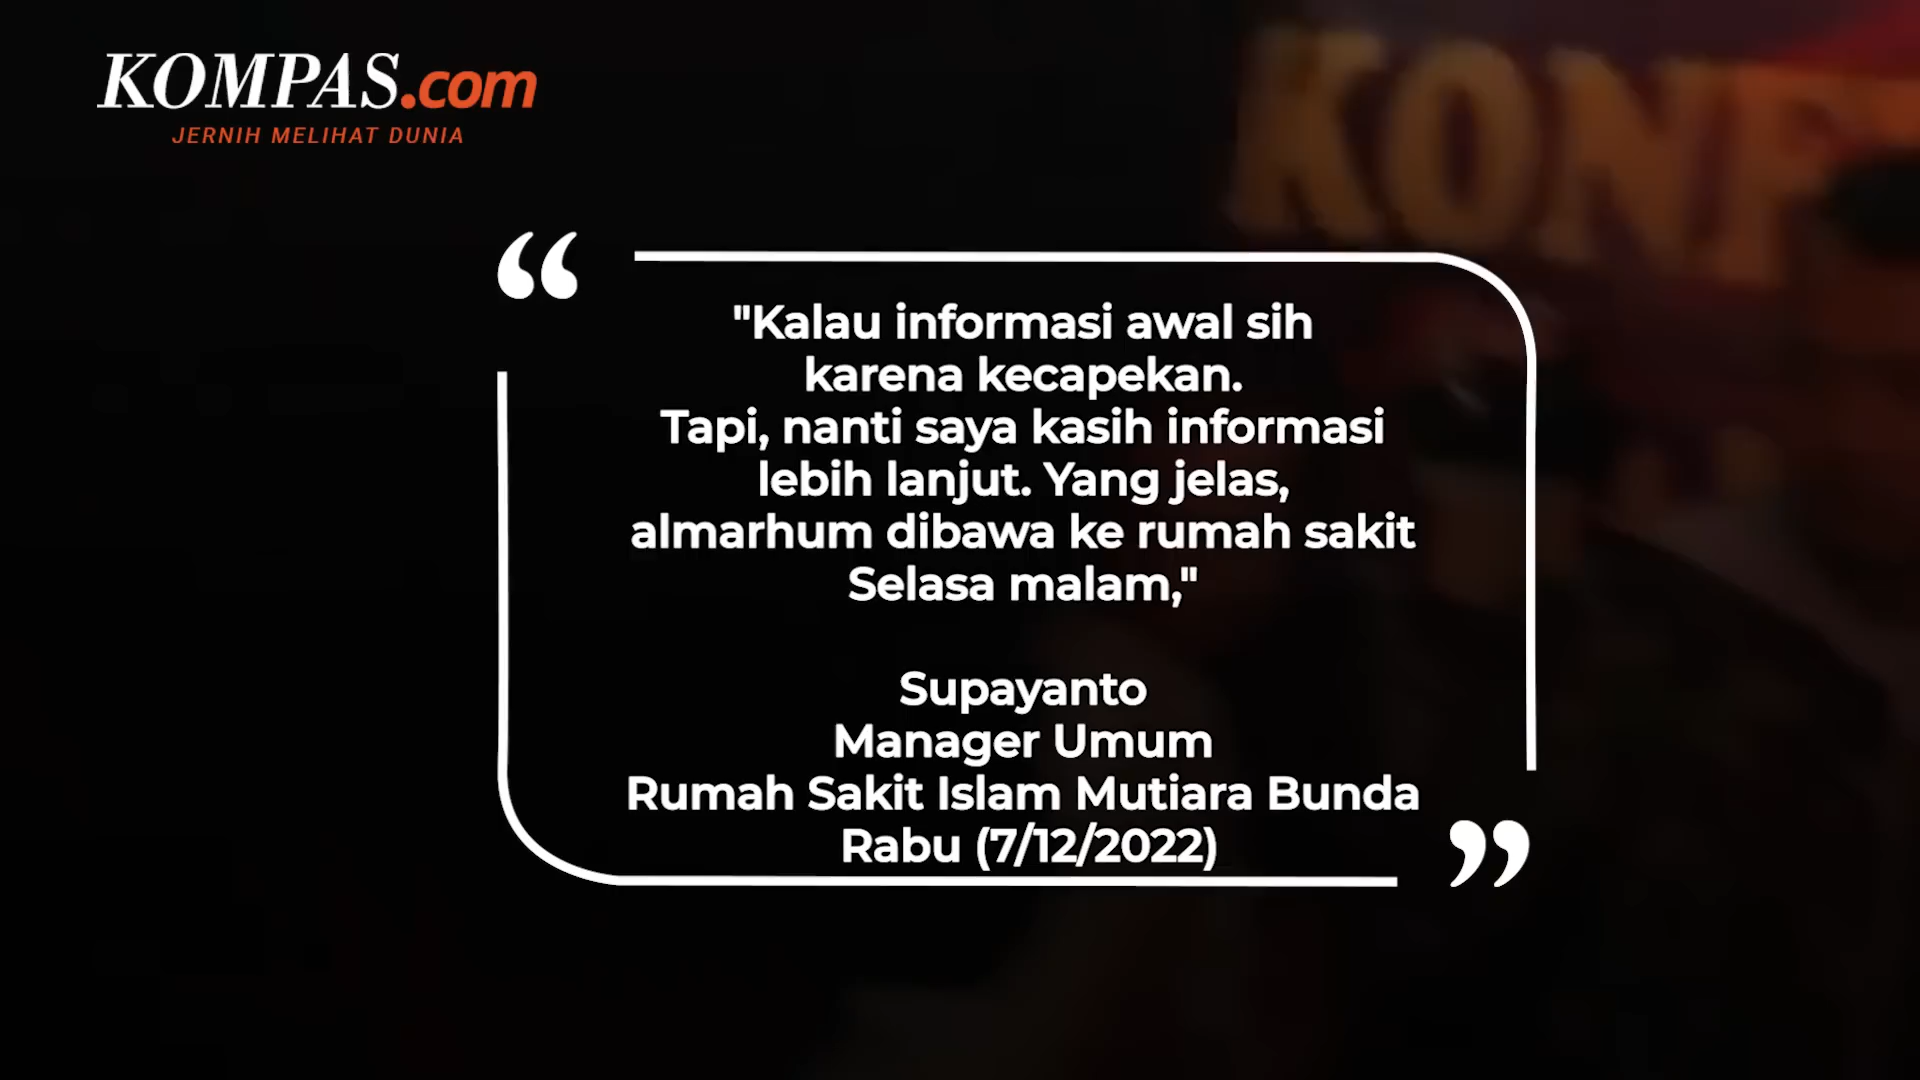 KOMPAS.com
JERNIH MELIHAT DUNIA
KONF
"Kalau informasi awal sih
karena kecapekan.
Tapi, nanti saya kasih informasi
lebih lanjut. Yang jelas,
almarhum dibawa ke rumah sakit
Selasa malam,"
Supayanto
Manager Umum
Rumah Sakit Islam Mutiara Bunda
Rabu (7/12/2022)